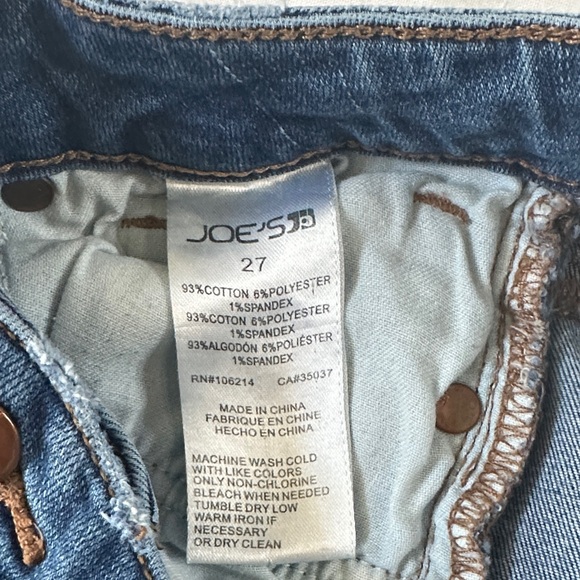 JOE'S
27
93%COTTON 6%POLYESTER
1%SPANDEX
93%COTON 6%POLYESTER
1%SPANDEX
93%ALGODÓN 6%POLIÉSTER
1%SPANDEX
RN#106214 CA#35037
MADE IN CHINA
FABRIQUE EN CHINE
HECHO EN CHINA
MACHINE WASH COLD
WITH LIKE COLORS
ONLY NON-CHLORINE
BLEACH WHEN NEEDED
TUMBLE DRY LOW
WARM IRON IF
NECESSARY
OR DRY CLEAN